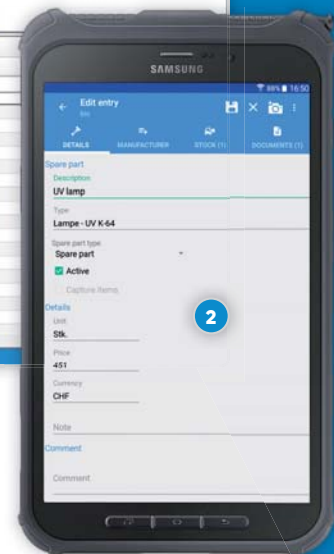 SAMSUNG
88% 16:50
Edit entry
DETAILS MANUFACTURER STOCK (1) DOCUMENTS (1)
Spare part
Description
UV lamp
Type
Lampe - UV K-64
Spare part type
Spare part
Active
Capture items
Details
Unit
Stk.
Price
451
Currency
CHF
2
Note
Comment
Comment